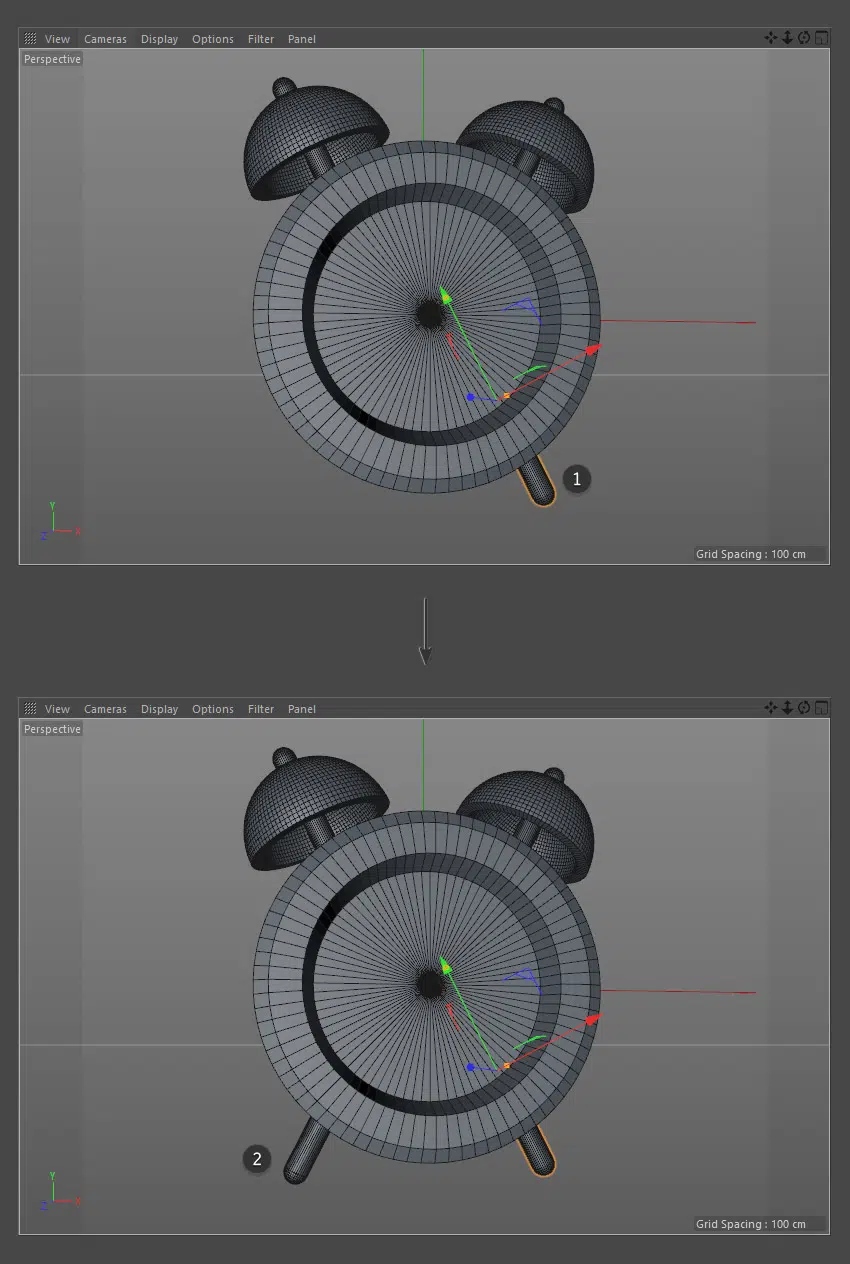 View Cameras Display Options Filter Panel
Perspective
1
Y
Z X
Grid Spacing : 100 cm
View Cameras Display Options Filter Panel
Perspective
2
Y
Z X
Grid Spacing : 100 cm